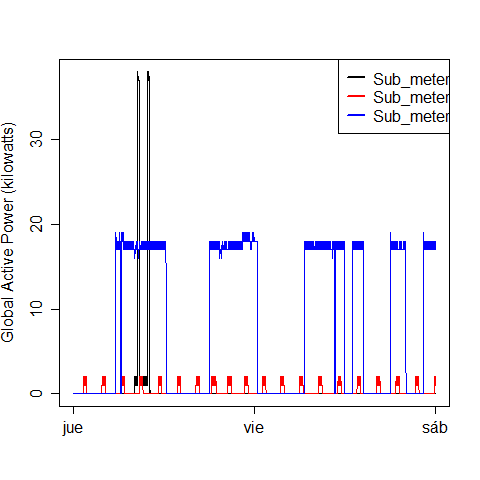 Global Active Power (kilowatts)
30
20
10
0
Sub_meter
Sub_meter
Sub_meter
jue vie sáb